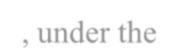 , under the